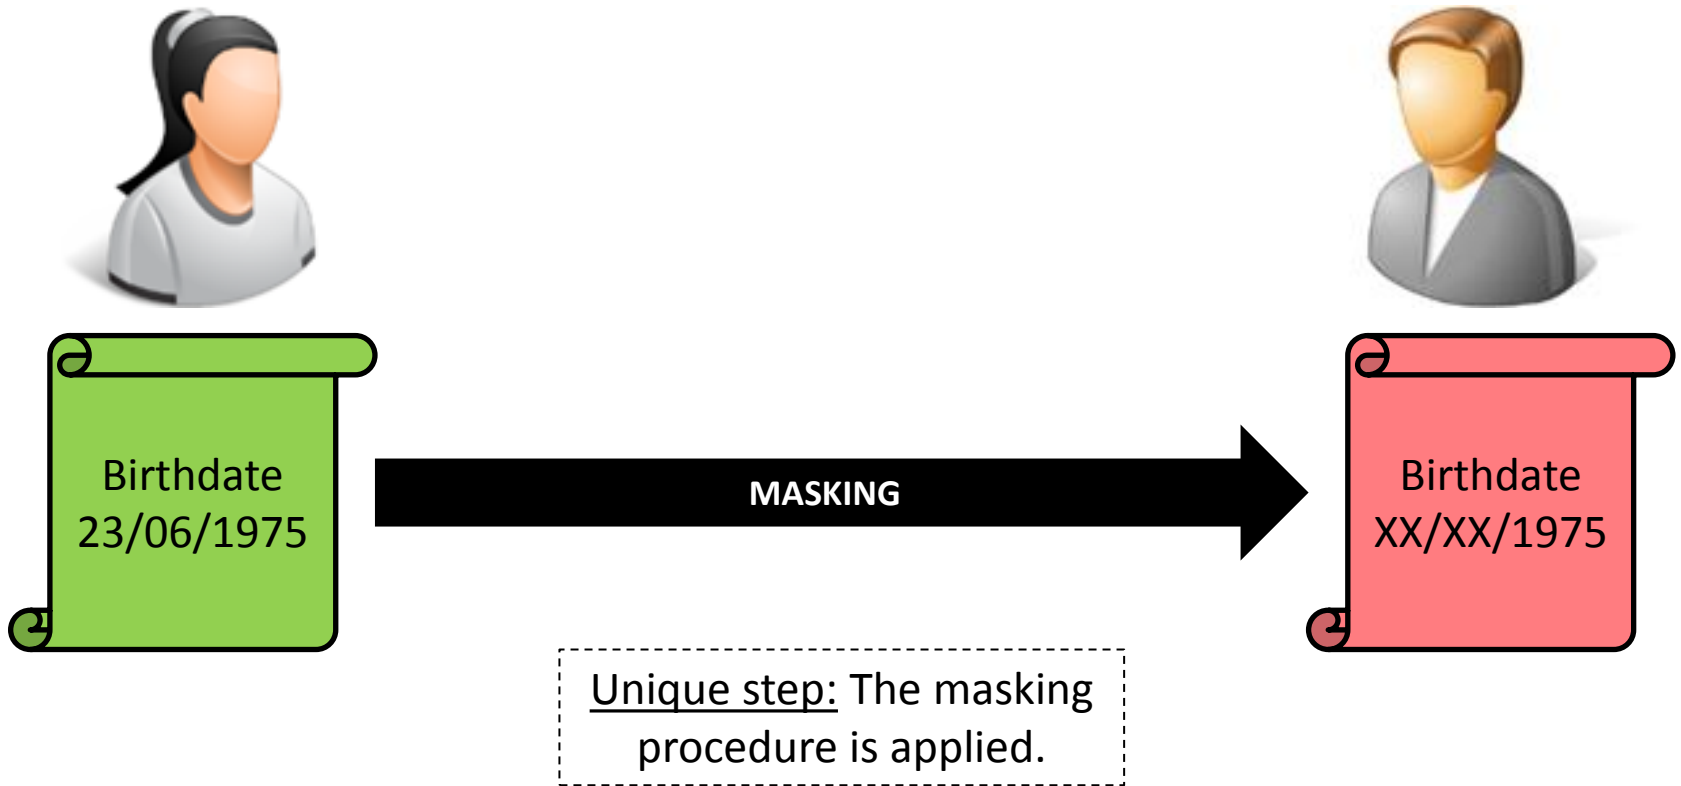 Birthdate
23/06/1975
MASKING
Birthdate
XX/XX/1975
Unique step: The masking
procedure is applied.